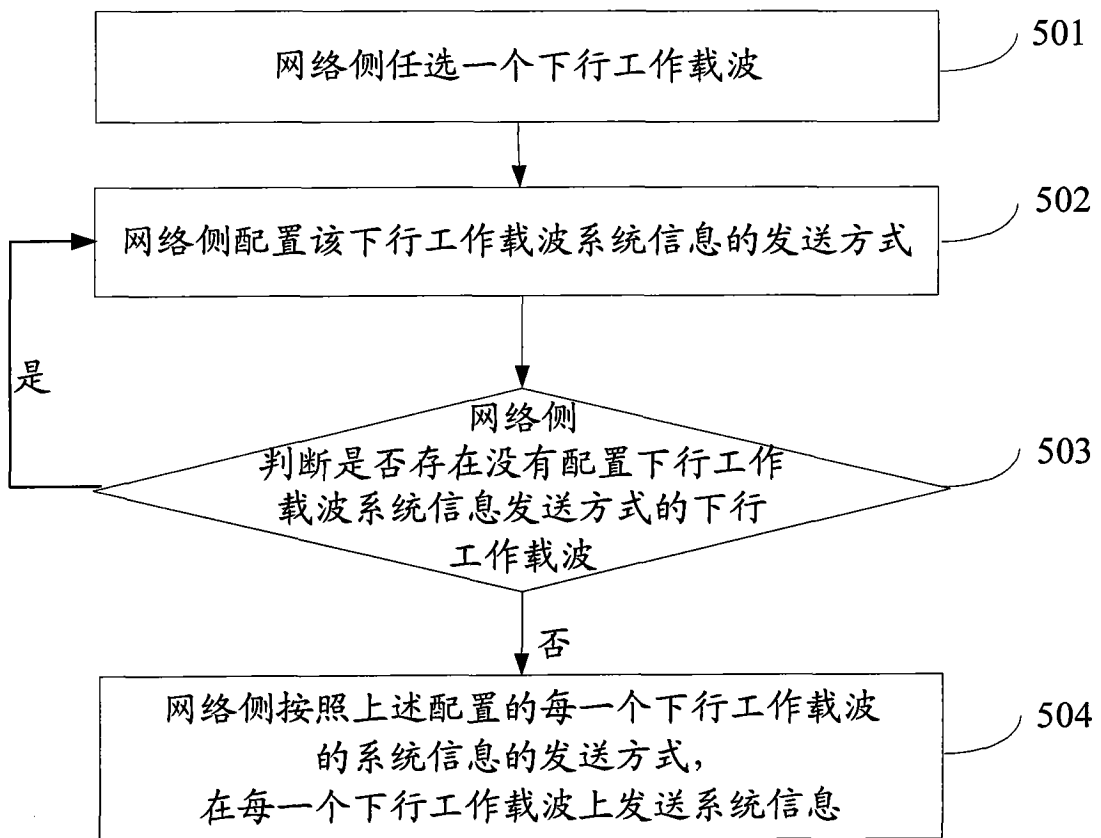 网络侧任选一个下行工作载波
501
网络侧配置该下行工作载波系统信息的发送方式
502
是
网络侧
判断是否存在没有配置下行工作
载波系统信息发送方式的下行
工作载波
503
否
网络侧按照上述配置的每一个下行工作载波
的系统信息的发送方式，
在每一个下行工作载波上发送系统信息
504